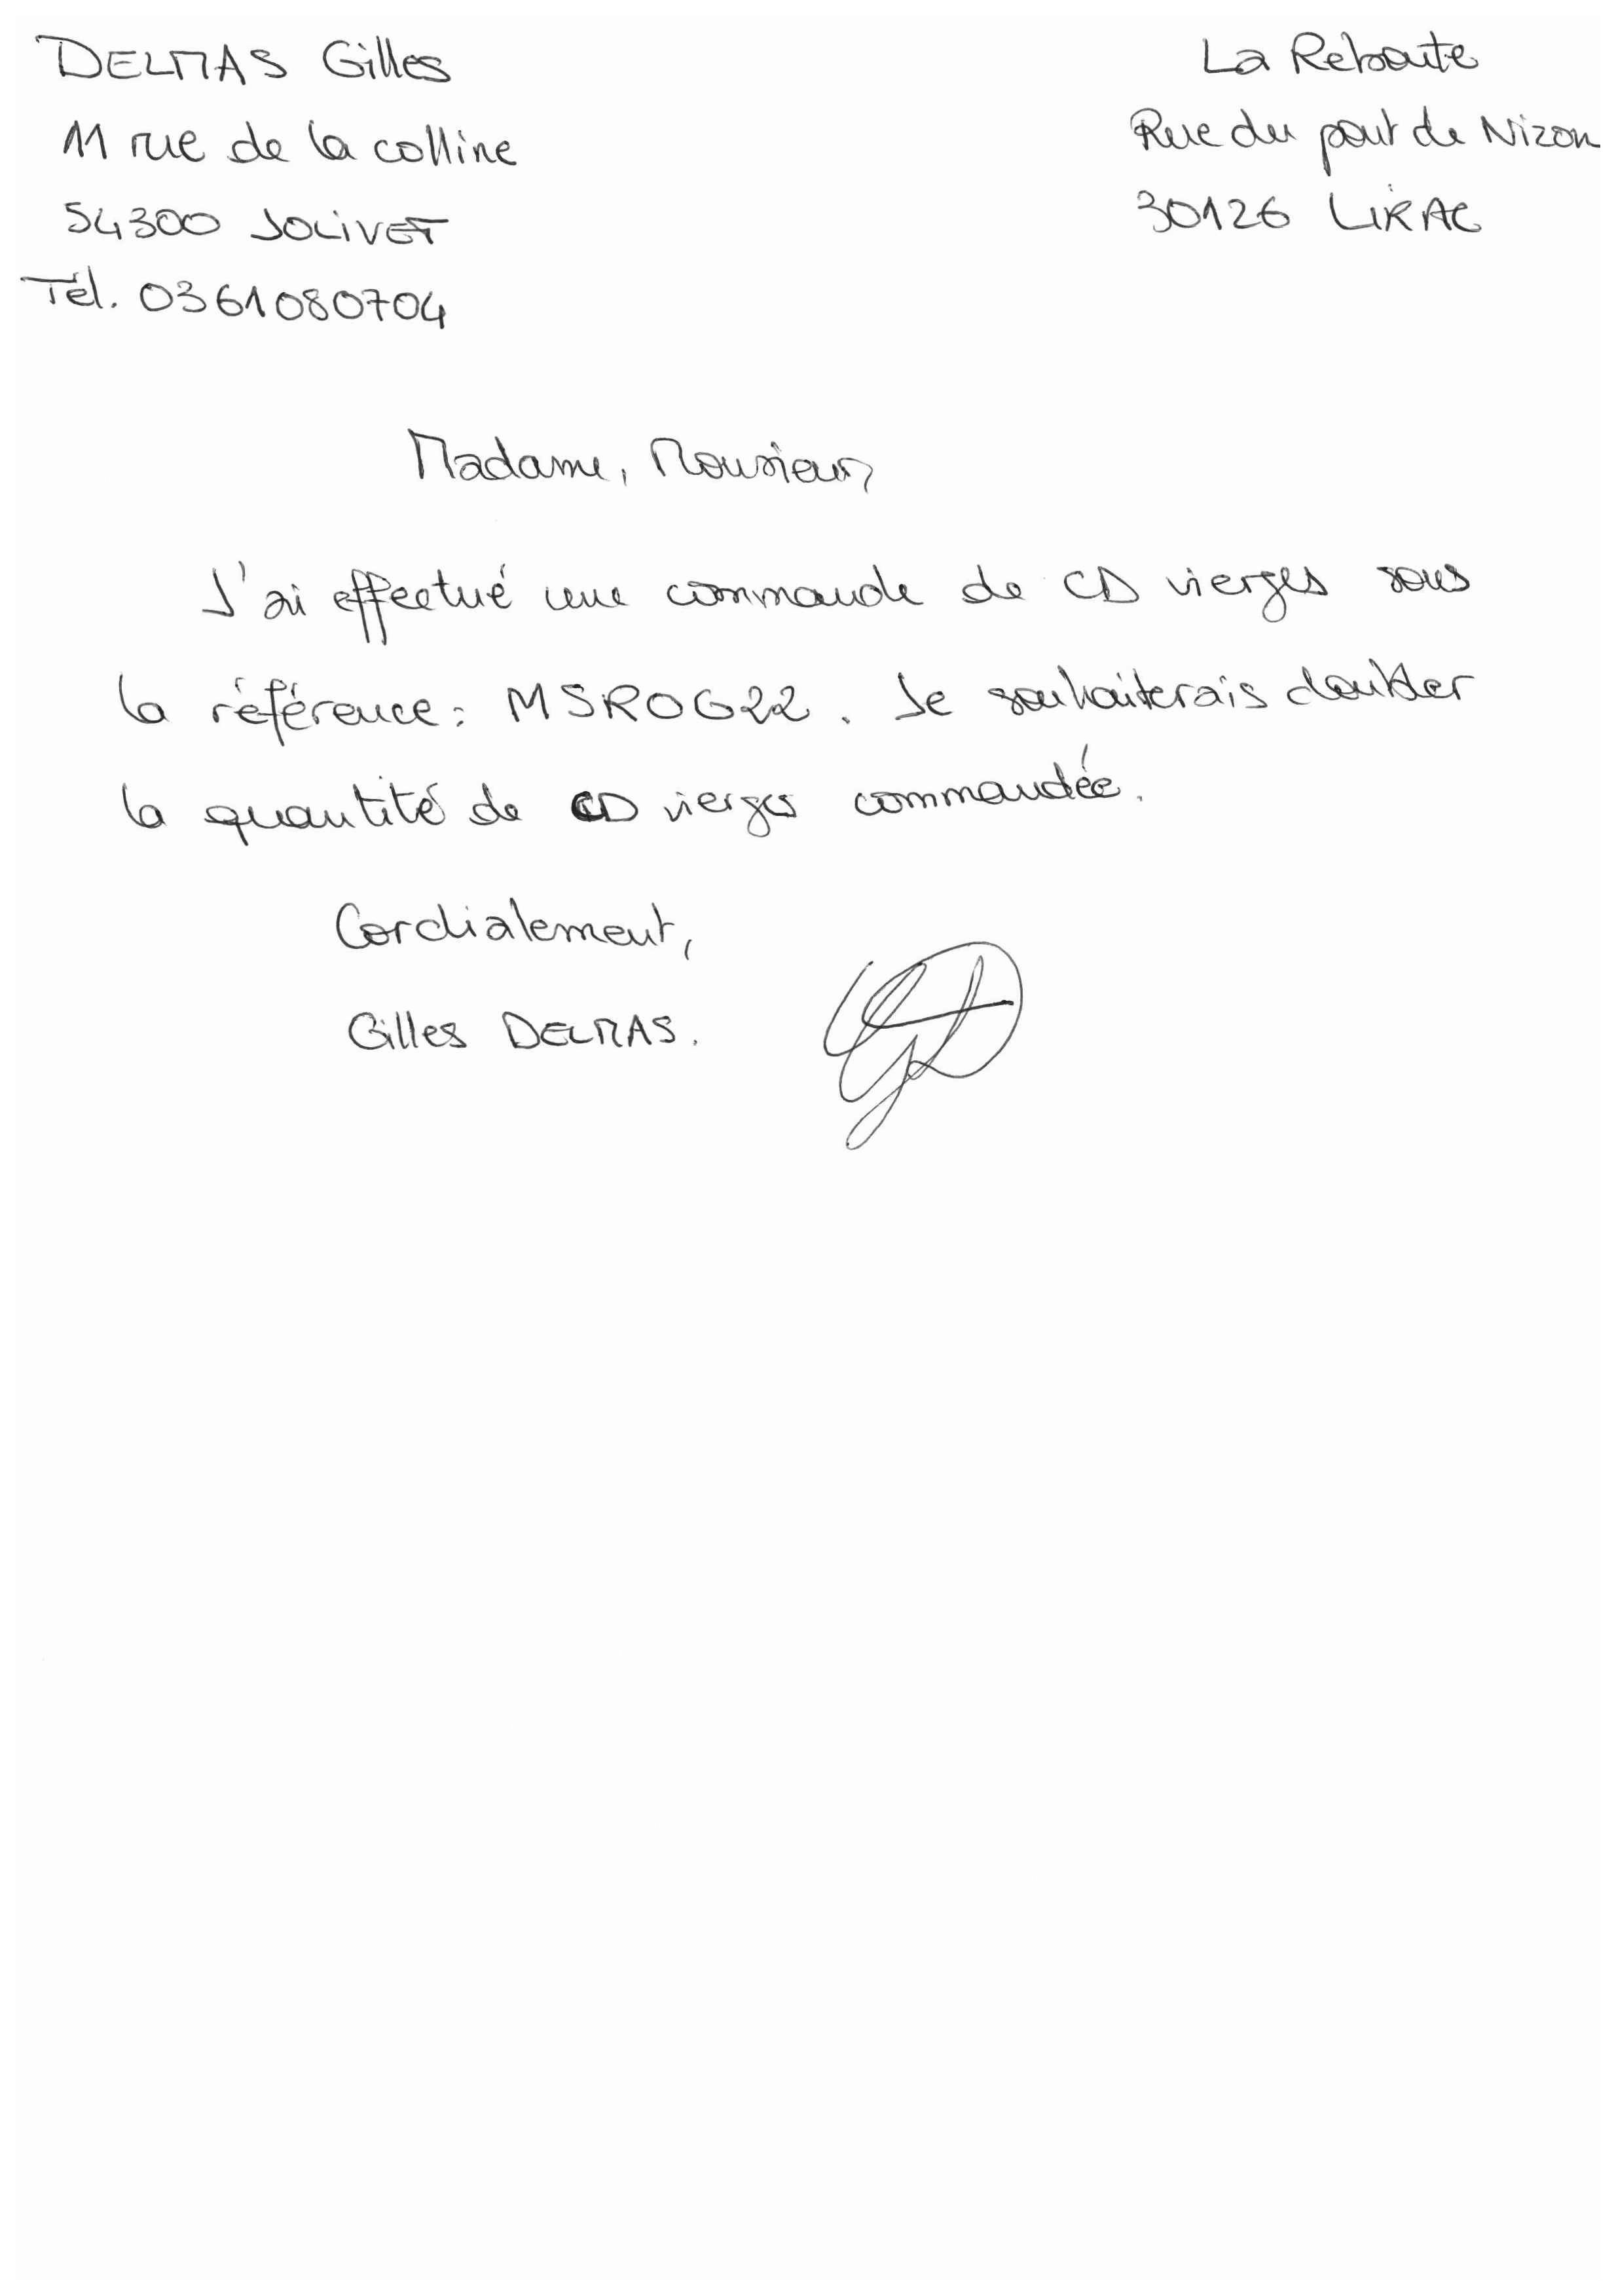 DELMAS Gilles
11 rue de la colline
54300 JOLIVET
Tél. 0361080704
La Reboute
Rue du pont de Nizon
30126 LIRAC
Madame, Monsieur,
J'ai effectué une commande de CD vierges sous
la référence : MSROG22. Je souhaiterais doubler
la quantité de CD vierges commandée.
Cordialement,
Gilles DELMAS.